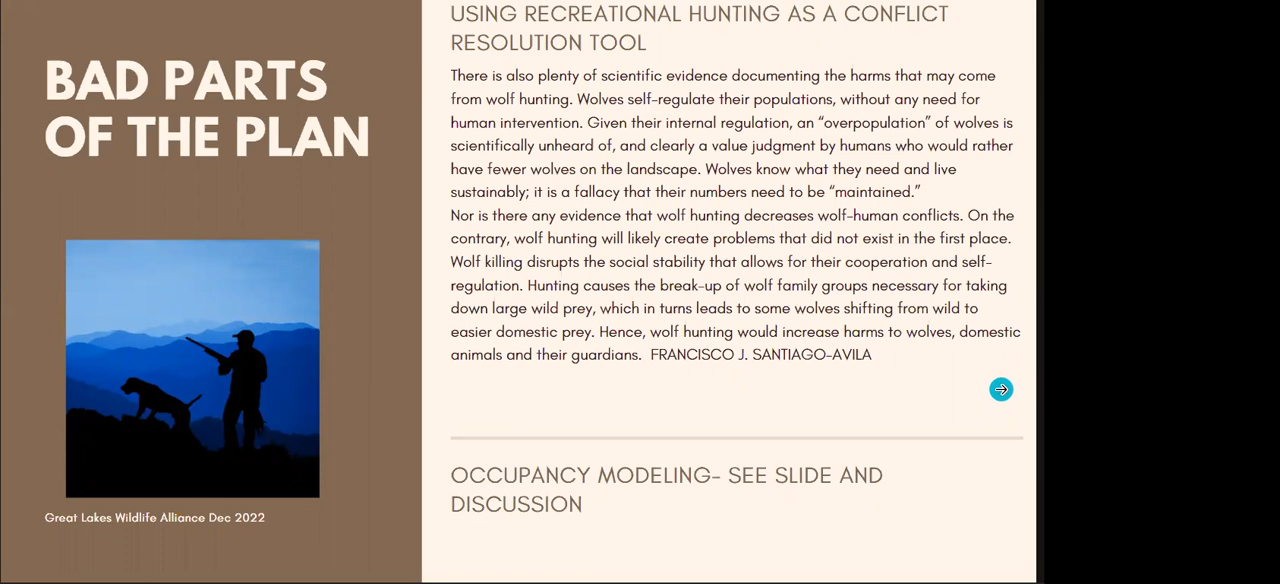 BAD PARTS
OF THE PLAN
Great Lakes Wildlife Alliance Dec 2022
USING RECREATIONAL HUNTING AS A CONFLICT
RESOLUTION TOOL
There is also plenty of scientific evidence documenting the harms that may come
from wolf hunting. Wolves self-regulate their populations, without any need for
human intervention. Given their internal regulation, an “overpopulation” of wolves is
scientifically unheard of, and clearly a value judgment by humans who would rather
have fewer wolves on the landscape. Wolves know what they need and live
sustainably; it is a fallacy that their numbers need to be “maintained.”
Nor is there any evidence that wolf hunting decreases wolf-human conflicts. On the
contrary, wolf hunting will likely create problems that did not exist in the first place.
Wolf killing disrupts the social stability that allows for their cooperation and self-
regulation. Hunting causes the break-up of wolf family groups necessary for taking
down large wild prey, which in turns leads to some wolves shifting from wild to
easier domestic prey. Hence, wolf hunting would increase harms to wolves, domestic
animals and their guardians. FRANCISCO J. SANTIAGO-AVILA
OCCUPANCY MODELING- SEE SLIDE AND
DISCUSSION